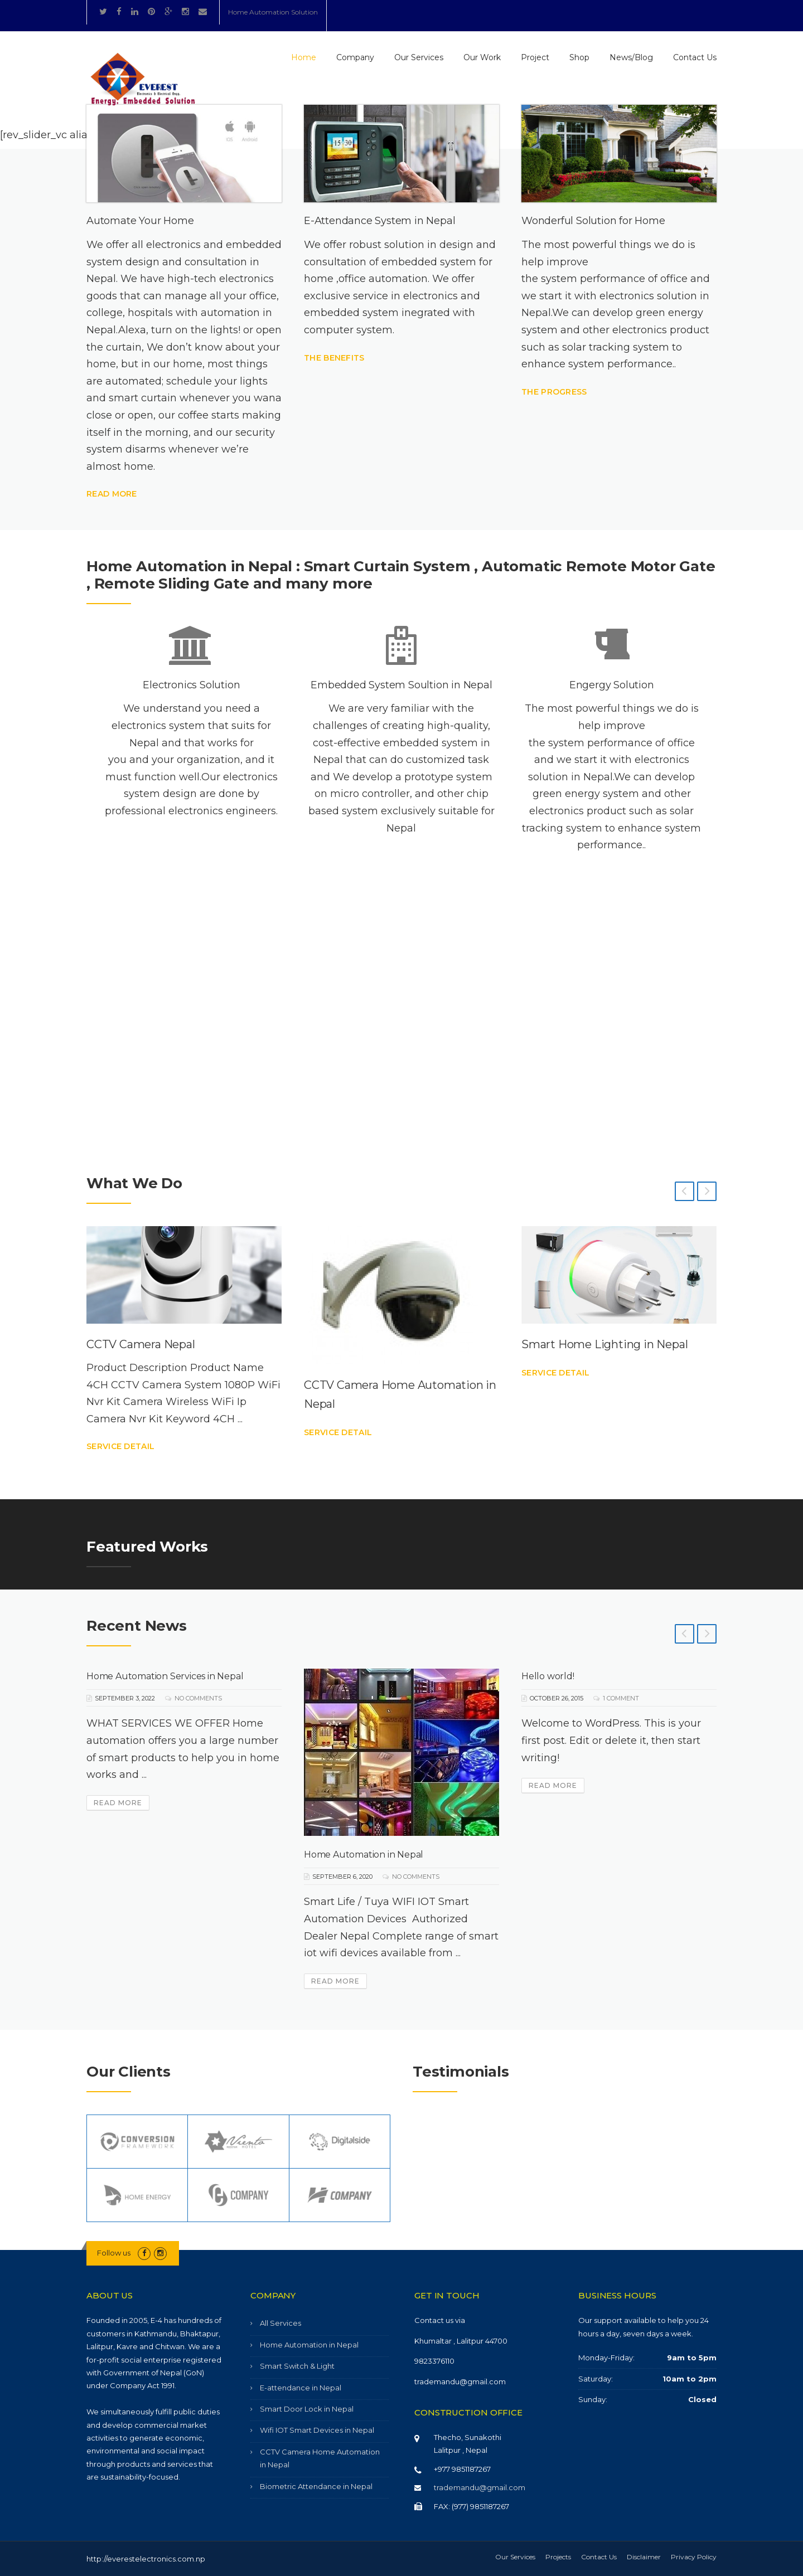 Home Automation Solution
Home Company Our Services Our Work Project Shop News/Blog Contact Us
EVEREST
Energy, Embedded Solution
[rev_slider_vc alia
Automate Your Home
We offer all electronics and embedded
system design and consultation in
Nepal. We have high-tech electronics
goods that can manage all your office,
college, hospitals with automation in
Nepal.Alexa, turn on the lights! or open
the curtain, We don’t know about your
home, but in our home, most things
are automated; schedule your lights
and smart curtain whenever you wana
close or open, our coffee starts making
itself in the morning, and our security
system disarms whenever we’re
almost home.
READ MORE
E-Attendance System in Nepal
We offer robust solution in design and
consultation of embedded system for
home ,office automation. We offer
exclusive service in electronics and
embedded system inegrated with
computer system.
THE BENEFITS
Wonderful Solution for Home
The most powerful things we do is
help improve
the system performance of office and
we start it with electronics solution in
Nepal.We can develop green energy
system and other electronics product
such as solar tracking system to
enhance system performance..
THE PROGRESS
Home Automation in Nepal : Smart Curtain System , Automatic Remote Motor Gate
, Remote Sliding Gate and many more
Electronics Solution
We understand you need a
electronics system that suits for
Nepal and that works for
you and your organization, and it
must function well.Our electronics
system design are done by
professional electronics engineers.
Embedded System Soultion in Nepal
We are very familiar with the
challenges of creating high-quality,
cost-effective embedded system in
Nepal that can do customized task
and We develop a prototype system
on micro controller, and other chip
based system exclusively suitable for
Nepal
Engergy Solution
The most powerful things we do is
help improve
the system performance of office
and we start it with electronics
solution in Nepal.We can develop
green energy system and other
electronics product such as solar
tracking system to enhance system
performance..
What We Do
CCTV Camera Nepal
Product Description Product Name
4CH CCTV Camera System 1080P WiFi
Nvr Kit Camera Wireless WiFi Ip
Camera Nvr Kit Keyword 4CH ...
SERVICE DETAIL
CCTV Camera Home Automation in
Nepal
SERVICE DETAIL
Smart Home Lighting in Nepal
SERVICE DETAIL
Featured Works
Recent News
Home Automation Services in Nepal
SEPTEMBER 3, 2022 NO COMMENTS
WHAT SERVICES WE OFFER Home
automation offers you a large number
of smart products to help you in home
works and ...
READ MORE
Home Automation in Nepal
SEPTEMBER 6, 2020 NO COMMENTS
Smart Life / Tuya WIFI IOT Smart
Automation Devices  Authorized
Dealer Nepal Complete range of smart
iot wifi devices available from ...
READ MORE
Hello world!
OCTOBER 26, 2015 1 COMMENT
Welcome to WordPress. This is your
first post. Edit or delete it, then start
writing!
READ MORE
Our Clients
CONVERSION
FRAMEWORK
Viento
Digitalside
HOME ENERGY
COMPANY
COMPANY
Testimonials
Follow us
ABOUT US
Founded in 2005, E-4 has hundreds of
customers in Kathmandu, Bhaktapur,
Lalitpur, Kavre and Chitwan. We are a
for-profit social enterprise registered
with Government of Nepal (GoN)
under Company Act 1991.
We simultaneously fulfill public duties
and develop commercial market
activities to generate economic,
environmental and social impact
through products and services that
are sustainability-focused.
COMPANY
All Services
Home Automation in Nepal
Smart Switch & Light
E-attendance in Nepal
Smart Door Lock in Nepal
Wifi IOT Smart Devices in Nepal
CCTV Camera Home Automation
in Nepal
Biometric Attendance in Nepal
GET IN TOUCH
Contact us via
Khumaltar , Lalitpur 44700
9823376110
trademandu@gmail.com
CONSTRUCTION OFFICE
Thecho, Sunakothi
Lalitpur , Nepal
+977 9851187267
trademandu@gmail.com
FAX: (977) 9851187267
BUSINESS HOURS
Our support available to help you 24
hours a day, seven days a week.
Monday-Friday: 9am to 5pm
Saturday: 10am to 2pm
Sunday: Closed
http://everestelectronics.com.np
Our Services Projects Contact Us Disclaimer Privacy Policy